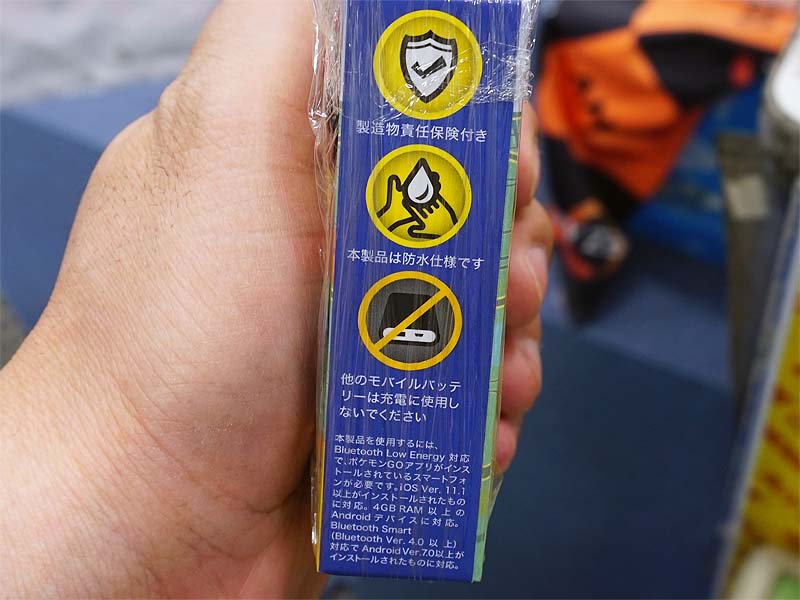 製造物責任保険付き
本製品は防水仕様です
他のモバイルバッテ
リーは充電に使用し
ないでください
本製品を使用するには、
Bluetooth Low Energy 対応
で、ポケモンGOアプリがインス
トールされているスマートフォ
ンが必要です。iOS Ver. 11.1
以上がインストールされたもの
に対応。4GB RAM 以上の
Android デバイスに対応。
Bluetooth Smart
(Bluetooth Ver. 4.0 以上)
対応で Android Ver.7.0以上が
インストールされたものに対応。